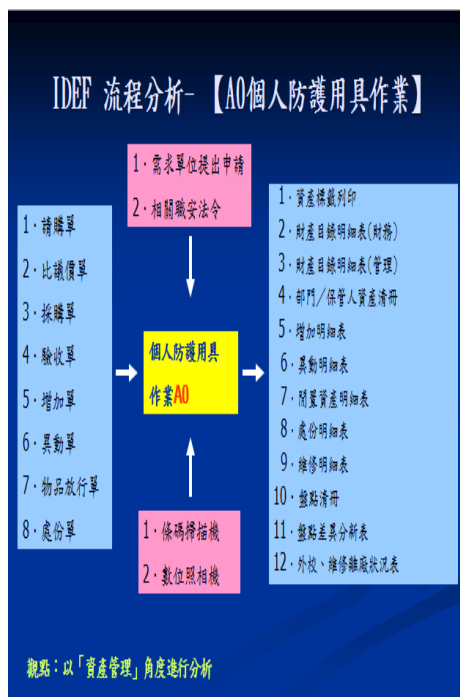 IDEF 流程分析-【A0個人防護用具作業】
1．需求單位提出申請
2．相關職安法令
1．請購單
2．比議價單
3．採購單
4．驗收單
5．增加單
6．異動單
7．物品放行單
8．處份單
個人防護用具
作業A0
1．條碼掃描機
2．數位照相機
1．資產標籤列印
2．財產目錄明細表(財務)
3．財產目錄明細表(管理)
4．部門／保管人資產清冊
5．增加明細表
6．異動明細表
7．閒置資產明細表
8．處份明細表
9．維修明細表
10．盤點清冊
11．盤點差異分析表
12．外校、維修離廠狀況表
觀點：以「資產管理」角度進行分析